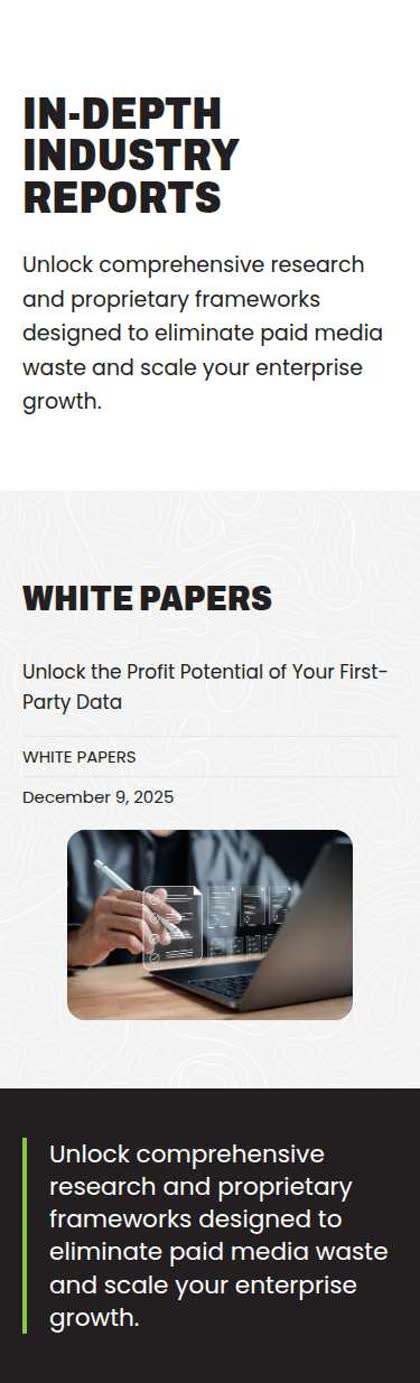 IN-DEPTH
INDUSTRY
REPORTS
Unlock comprehensive research
and proprietary frameworks
designed to eliminate paid media
waste and scale your enterprise
growth.
WHITE PAPERS
Unlock the Profit Potential of Your First-
Party Data
WHITE PAPERS
December 9, 2025
Unlock comprehensive
research and proprietary
frameworks designed to
eliminate paid media waste
and scale your enterprise
growth.